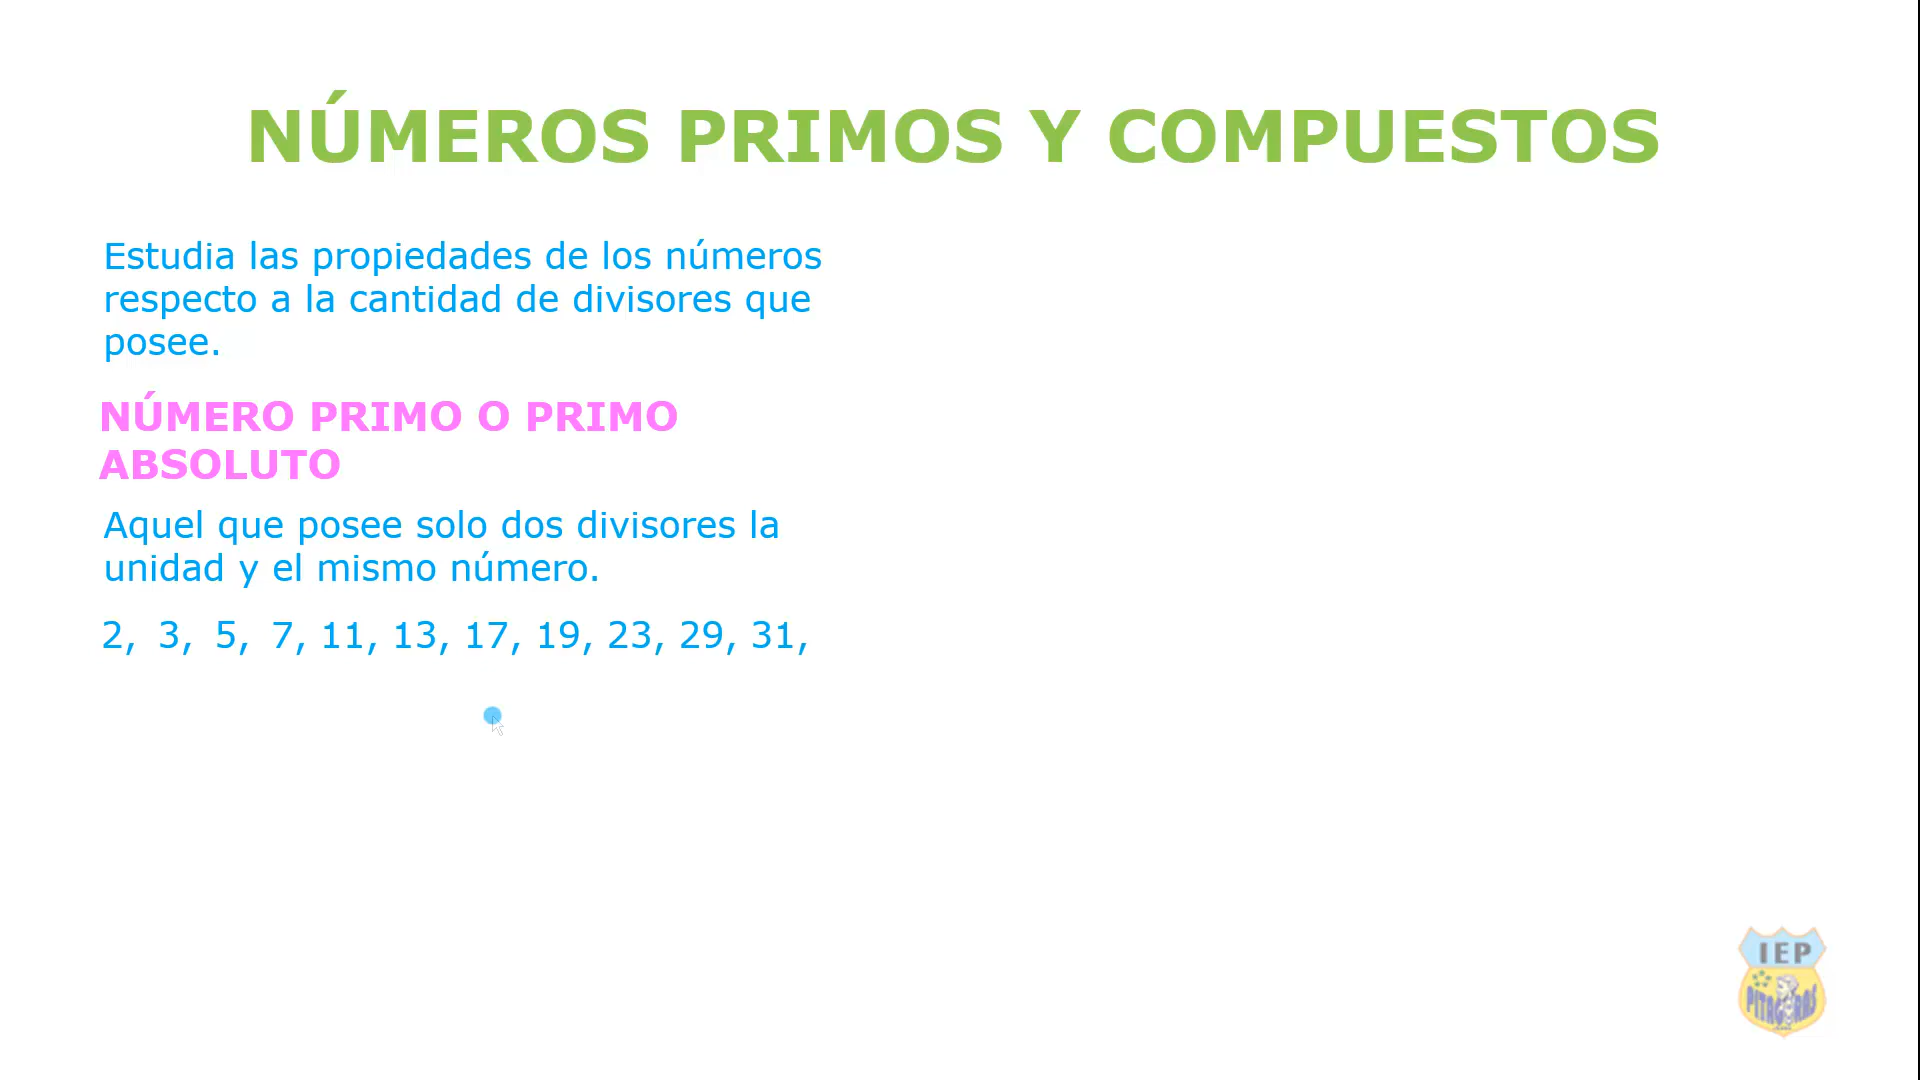 NÚMEROS PRIMOS Y COMPUESTOS
Estudia las propiedades de los números
respecto a la cantidad de divisores que
posee.
NÚMERO PRIMO O PRIMO
ABSOLUTO
Aquel que posee solo dos divisores la
unidad y el mismo número.
2, 3, 5, 7, 11, 13, 17, 19, 23, 29, 31,
IEP
PITAGORAS